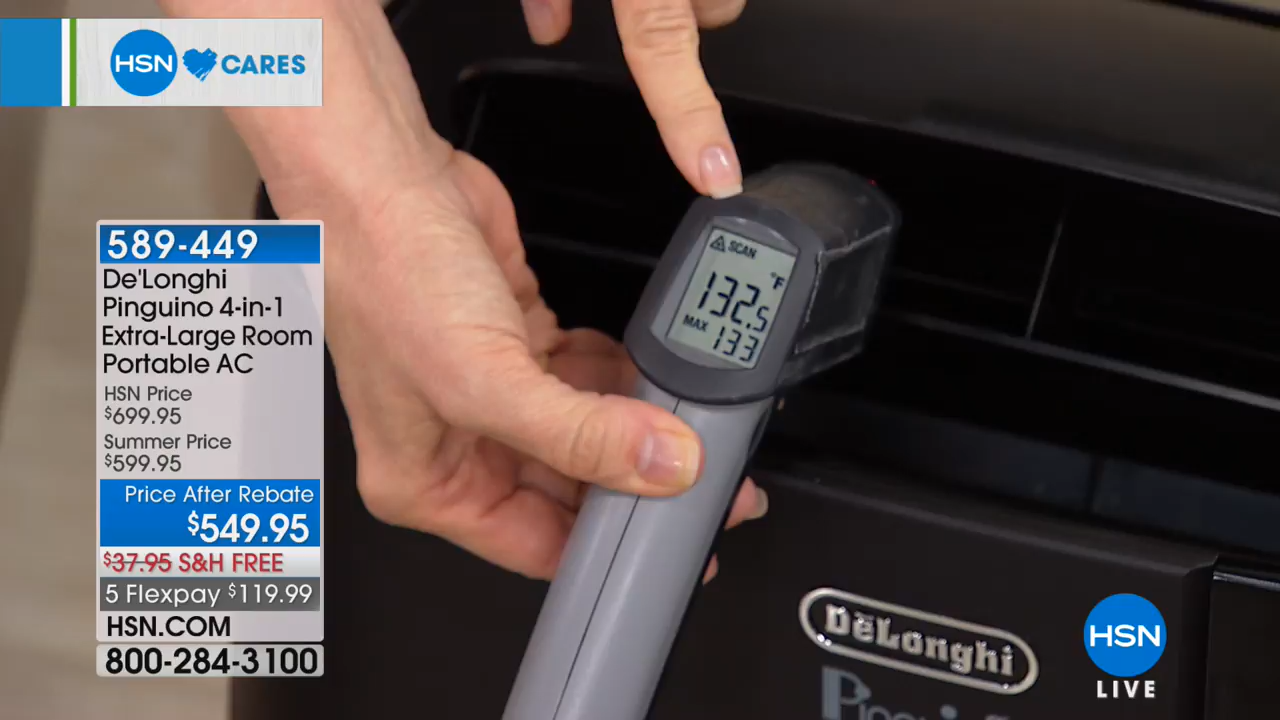 HSN CARES
589-449
De'Longhi
Pinguino 4-in-1
Extra-Large Room
Portable AC
HSN Price
$699.95
Summer Price
$599.95
Price After Rebate
$549.95
$37.95 S&H FREE
5 Flexpay $119.99
HSN.COM
800-284-3100
SCAN
°F
132.5
MAX 133
DeLonghi
HSN
LIVE